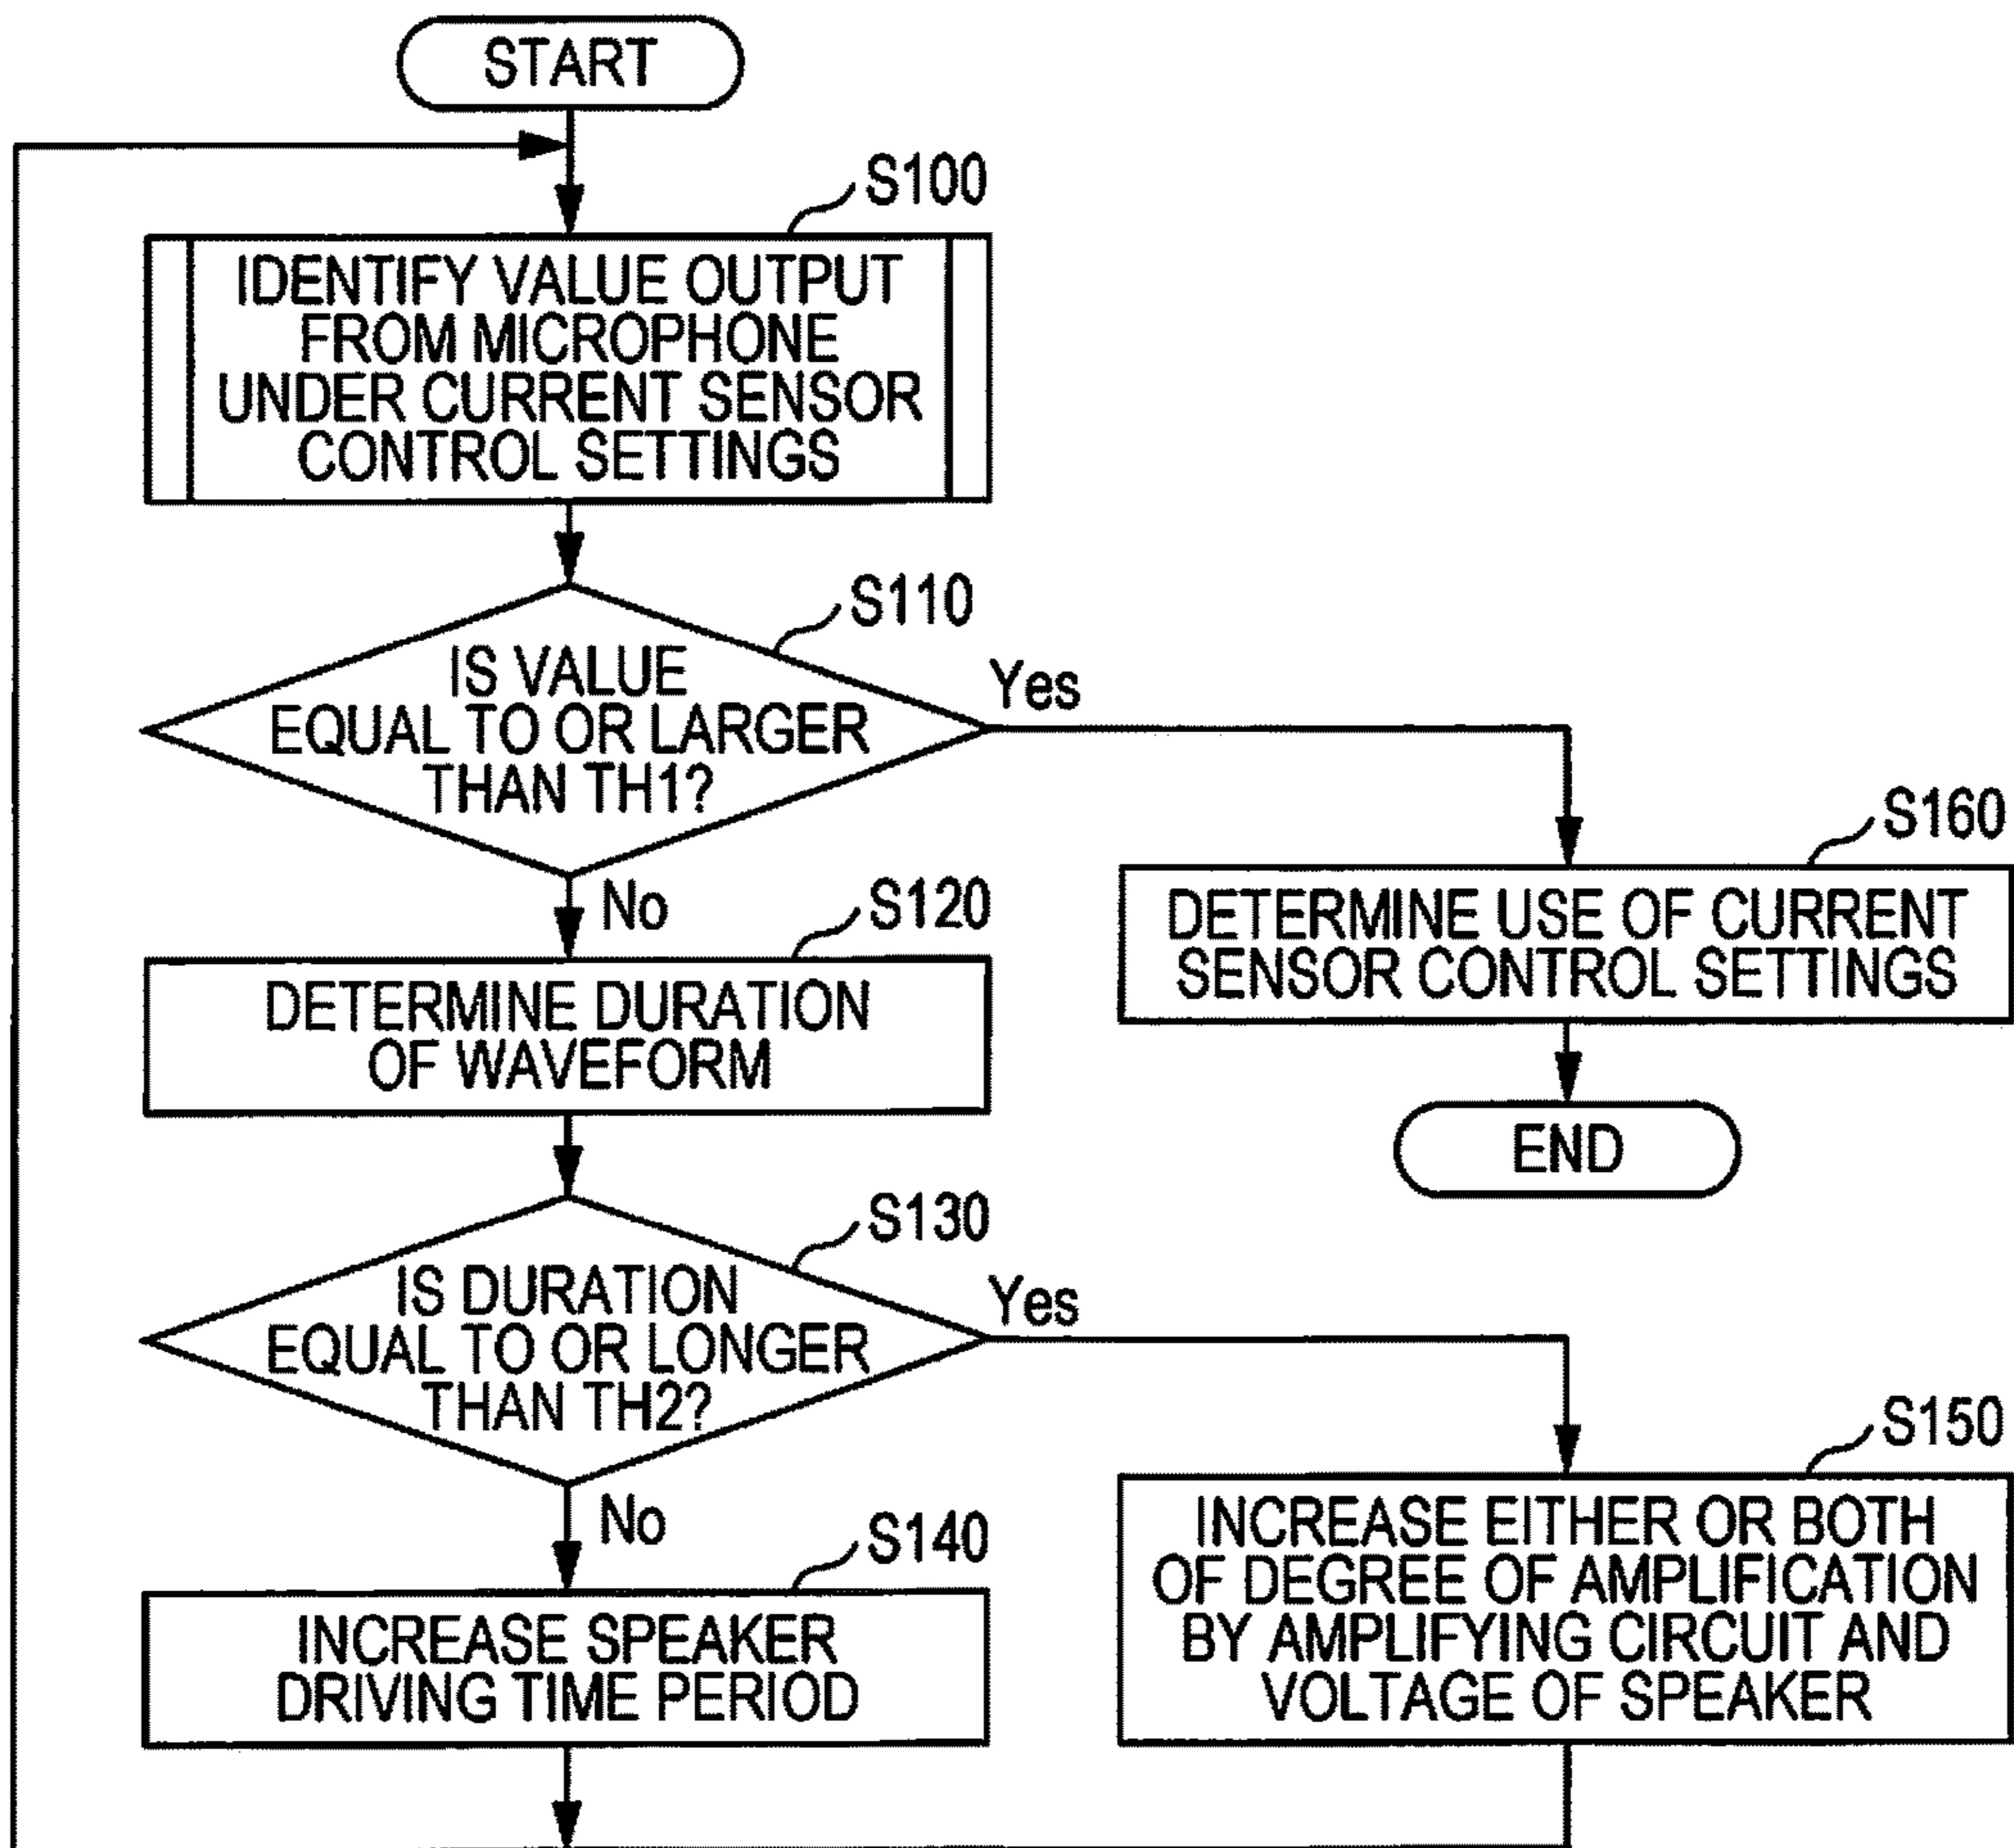 START
S100
IDENTIFY VALUE OUTPUT
FROM MICROPHONE
UNDER CURRENT SENSOR
CONTROL SETTINGS
S110
IS VALUE
EQUAL TO OR LARGER
THAN TH1?
Yes
No
S160
DETERMINE USE OF CURRENT
SENSOR CONTROL SETTINGS
END
S120
DETERMINE DURATION
OF WAVEFORM
S130
IS DURATION
EQUAL TO OR LONGER
THAN TH2?
Yes
No
S140
INCREASE SPEAKER
DRIVING TIME PERIOD
S150
INCREASE EITHER OR BOTH
OF DEGREE OF AMPLIFICATION
BY AMPLIFYING CIRCUIT AND
VOLTAGE OF SPEAKER